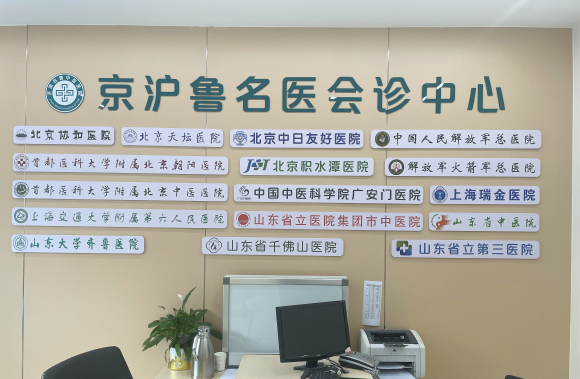 京沪鲁名医会诊中心
北京协和医院
北京天坛医院
北京中日友好医院
中国人民解放军总医院
首都医科大学附属北京朝阳医院
JST 北京积水潭医院
解放军火箭军总医院
首都医科大学附属北京中医医院
中国中医科学院广安门医院
上海瑞金医院
上海交通大学附属第六人民医院
山东省立医院集团市中医院
山东省中医院
山东大学齐鲁医院
山东省千佛山医院
山东省立第三医院